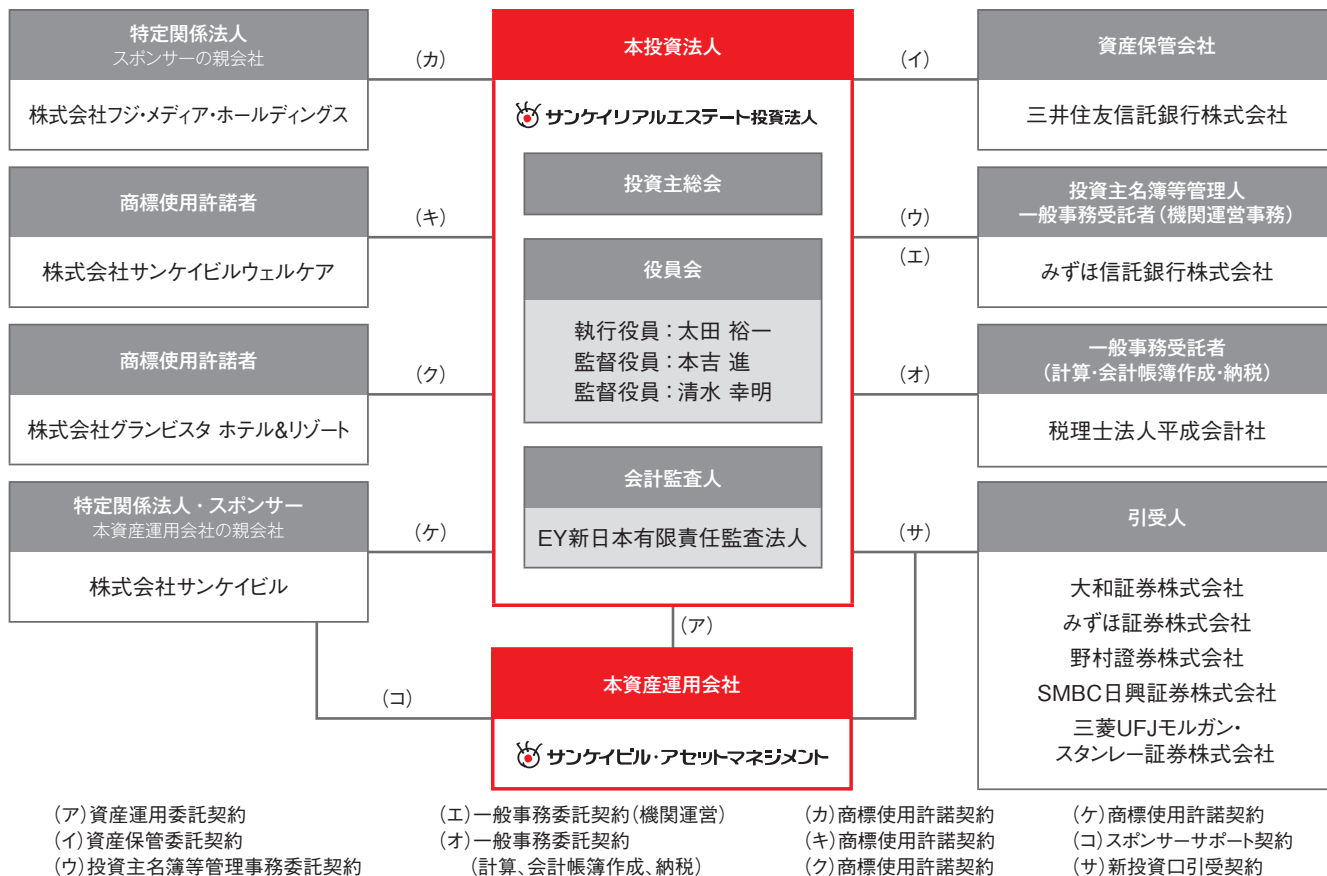 特定関係法人
スポンサーの親会社
株式会社フジ・メディア・ホールディングス
(カ)
商標使用許諾者
株式会社サンケイビルウェルケア
(キ)
商標使用許諾者
株式会社グランビスタ ホテル&リゾート
(ク)
特定関係法人・スポンサー
本資産運用会社の親会社
株式会社サンケイビル
(ケ)
(コ)
本投資法人
サンケイリアルエステート投資法人
投資主総会
役員会
執行役員:太田 裕一
監督役員:本吉 進
監督役員:清水 幸明
会計監査人
EY新日本有限責任監査法人
(ア)
本資産運用会社
サンケイビル・アセットマネジメント
(イ)
資産保管会社
三井住友信託銀行株式会社
(ウ)
(エ)
投資主名簿等管理人
一般事務受託者(機関運営事務)
みずほ信託銀行株式会社
(オ)
一般事務受託者
(計算・会計帳簿作成・納税)
税理士法人平成会計社
(サ)
引受人
大和証券株式会社
みずほ証券株式会社
野村證券株式会社
SMBC日興証券株式会社
三菱UFJモルガン・
スタンレー証券株式会社
(ア)資産運用委託契約
(イ)資産保管委託契約
(ウ)投資主名簿等管理事務委託契約
(エ)一般事務委託契約(機関運営)
(オ)一般事務委託契約
(計算、会計帳簿作成、納税)
(カ)商標使用許諾契約
(キ)商標使用許諾契約
(ク)商標使用許諾契約
(ケ)商標使用許諾契約
(コ)スポンサーサポート契約
(サ)新投資口引受契約